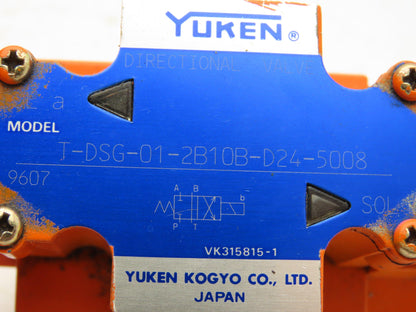 YUKEN®
DIRECTIONAL VALVE
a
MODEL
T-DSG-01-2B10B-D24-5008
9607
A B
b
SOL
P T
VK315815-1
YUKEN KOGYO CO., LTD.
JAPAN